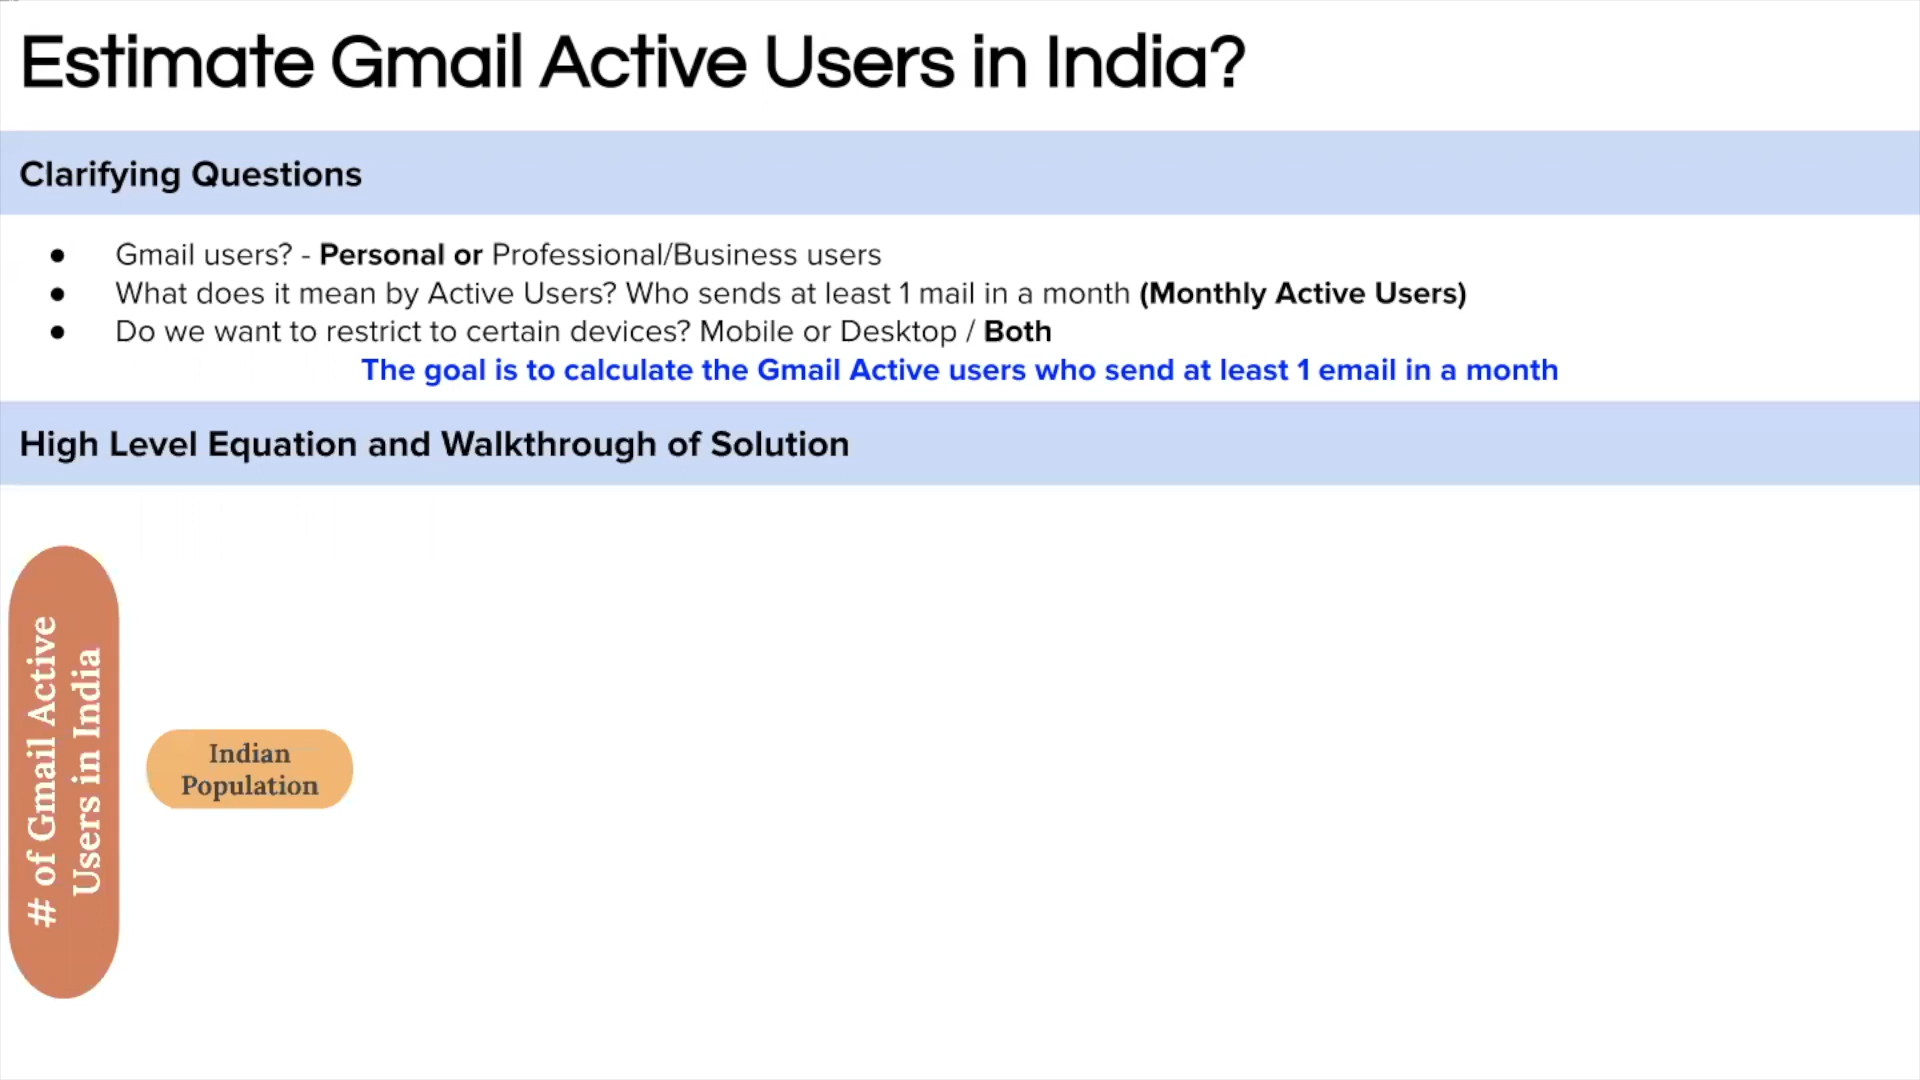 Estimate Gmail Active Users in India?
Clarifying Questions
● Gmail users? - Personal or Professional/Business users
● What does it mean by Active Users? Who sends at least 1 mail in a month (Monthly Active Users)
● Do we want to restrict to certain devices? Mobile or Desktop / Both
The goal is to calculate the Gmail Active users who send at least 1 email in a month
High Level Equation and Walkthrough of Solution
# of Gmail Active
Users in India
Indian
Population